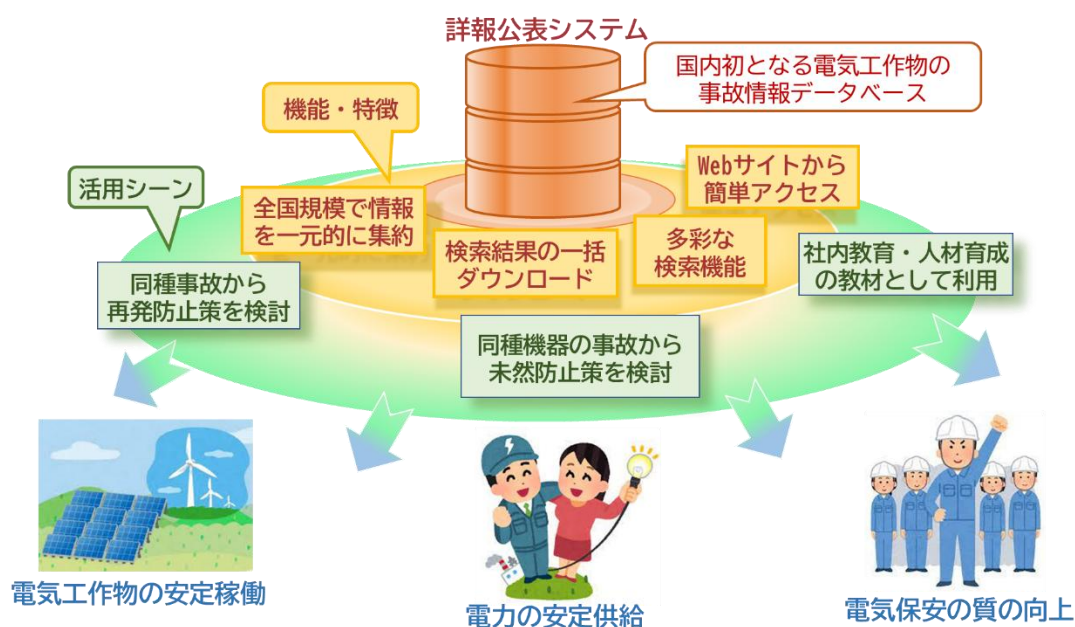 詳報公表システム
国内初となる電気工作物の
事故情報データベース
機能・特徴
活用シーン
Webサイトから
簡単アクセス
全国規模で情報
を一元的に集約
検索結果の一括
ダウンロード
多彩な
検索機能
社内教育・人材育成
の教材として利用
同種事故から
再発防止策を検討
同種機器の事故から
未然防止策を検討
電気工作物の安定稼働
電力の安定供給
電気保安の質の向上